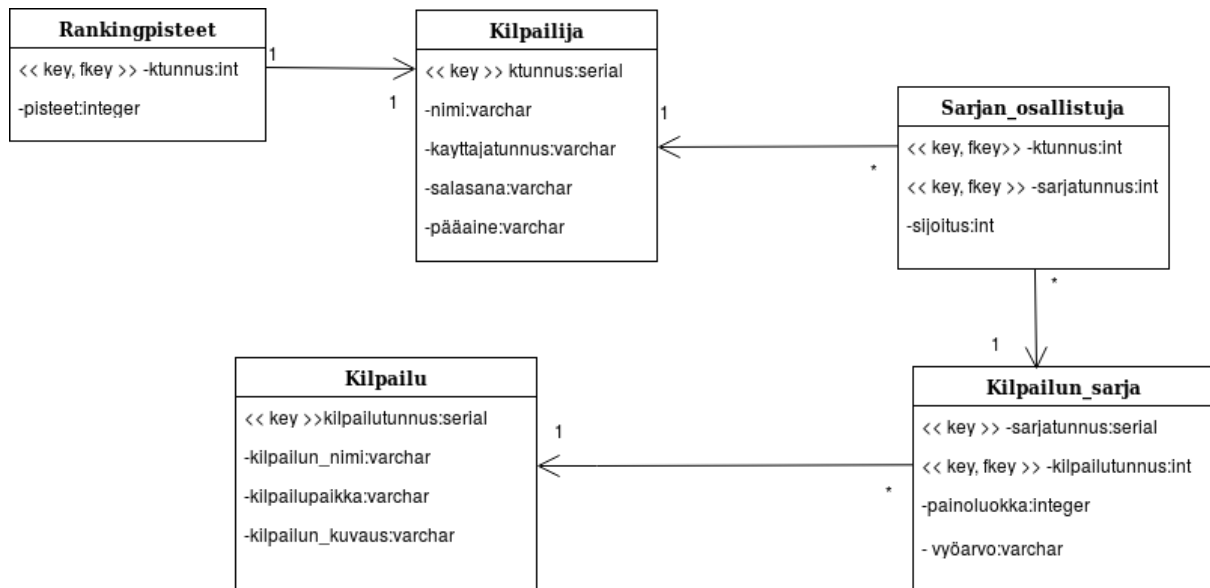 Rankingpisteet
<< key, fkey >> -ktunnus:int
-pisteet:integer
1
1
Kilpailija
<< key >> ktunnus:serial
-nimi:varchar
-kayttajatunnus:varchar
-salasana:varchar
-pääaine:varchar
1
*
Sarjan_osallistuja
<< key, fkey>> -ktunnus:int
<< key, fkey >> -sarjatunnus:int
-sijoitus:int
*
1
Kilpailu
<< key >>kilpailutunnus:serial
-kilpailun_nimi:varchar
-kilpailupaikka:varchar
-kilpailun_kuvaus:varchar
1
*
Kilpailun_sarja
<< key >> -sarjatunnus:serial
<< key, fkey >> -kilpailutunnus:int
-painoluokka:integer
- vyöarvo:varchar